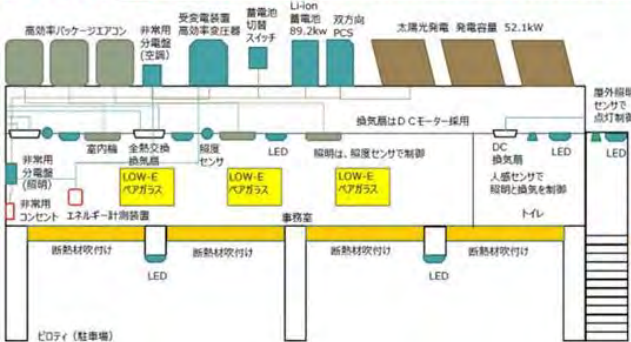 高効率パッケージエアコン
非常用
分電盤
(空調)
受変電装置
高効率変圧器
蓄電池
切替
スイッチ
Li-ion
蓄電池
89.2kw
双方向
PCS
太陽光発電 発電容量 52.1kW
屋外照明
センサで
点灯制御
換気扇はDCモーター採用
室内機
全熱交換
換気扇
照度
センサ
LED
照明は、照度センサで制御
DC
換気扇
LED
非常用
分電盤
(照明)
人感センサで
照明と換気を制御
LOW-E
ペアガラス
LOW-E
ペアガラス
LOW-E
ペアガラス
非常用
コンセント
エネルギー計測装置
事務室
トイレ
断熱材吹付け
断熱材吹付け
断熱材吹付け
断熱材吹付け
LED
LED
LED
ピロティ（駐車場）